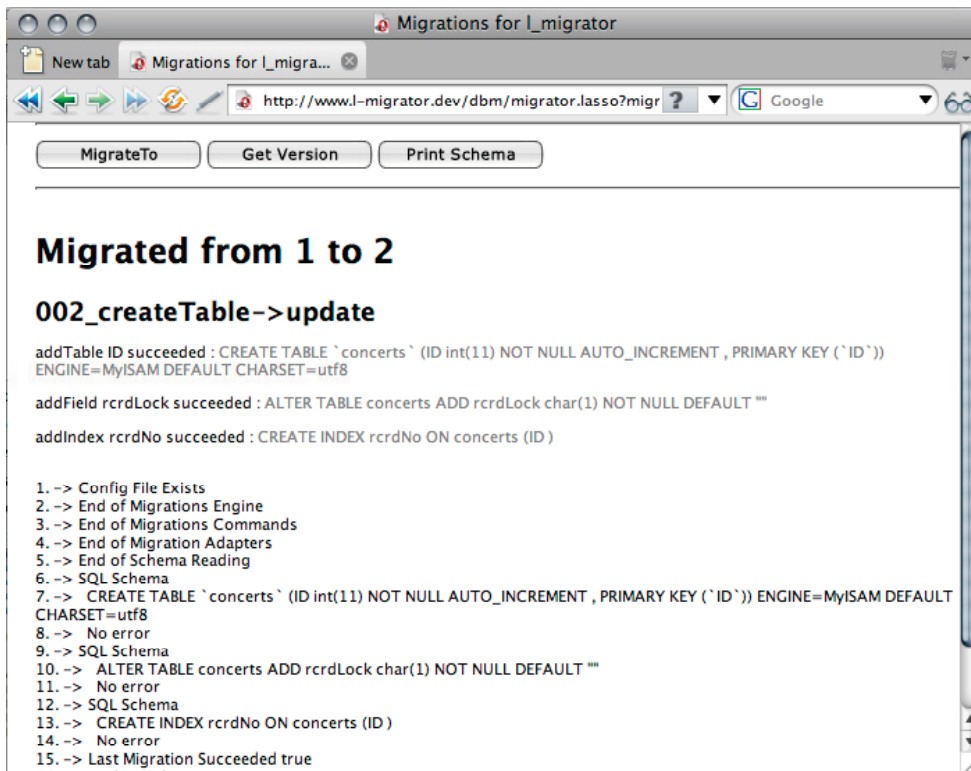 Migrations for l_migrator
New tab
Migrations for l_migra...
http://www.l-migrator.dev/dbm/migrator.lasso?migr
?
G
Google
MigrateTo
Get Version
Print Schema
Migrated from 1 to 2
002_createTable->update
addTable ID succeeded : CREATE TABLE `concerts` (ID int(11) NOT NULL AUTO_INCREMENT , PRIMARY KEY (`ID`))
ENGINE=MyISAM DEFAULT CHARSET=utf8
addField rcrdLock succeeded : ALTER TABLE concerts ADD rcrdLock char(1) NOT NULL DEFAULT ""
addIndex rcrdNo succeeded : CREATE INDEX rcrdNo ON concerts (ID )
1. -> Config File Exists
2. -> End of Migrations Engine
3. -> End of Migrations Commands
4. -> End of Migration Adapters
5. -> End of Schema Reading
6. -> SQL Schema
7. -> CREATE TABLE `concerts` (ID int(11) NOT NULL AUTO_INCREMENT , PRIMARY KEY (`ID`)) ENGINE=MyISAM DEFAULT
CHARSET=utf8
8. -> No error
9. -> SQL Schema
10. -> ALTER TABLE concerts ADD rcrdLock char(1) NOT NULL DEFAULT ""
11. -> No error
12. -> SQL Schema
13. -> CREATE INDEX rcrdNo ON concerts (ID )
14. -> No error
15. -> Last Migration Succeeded true